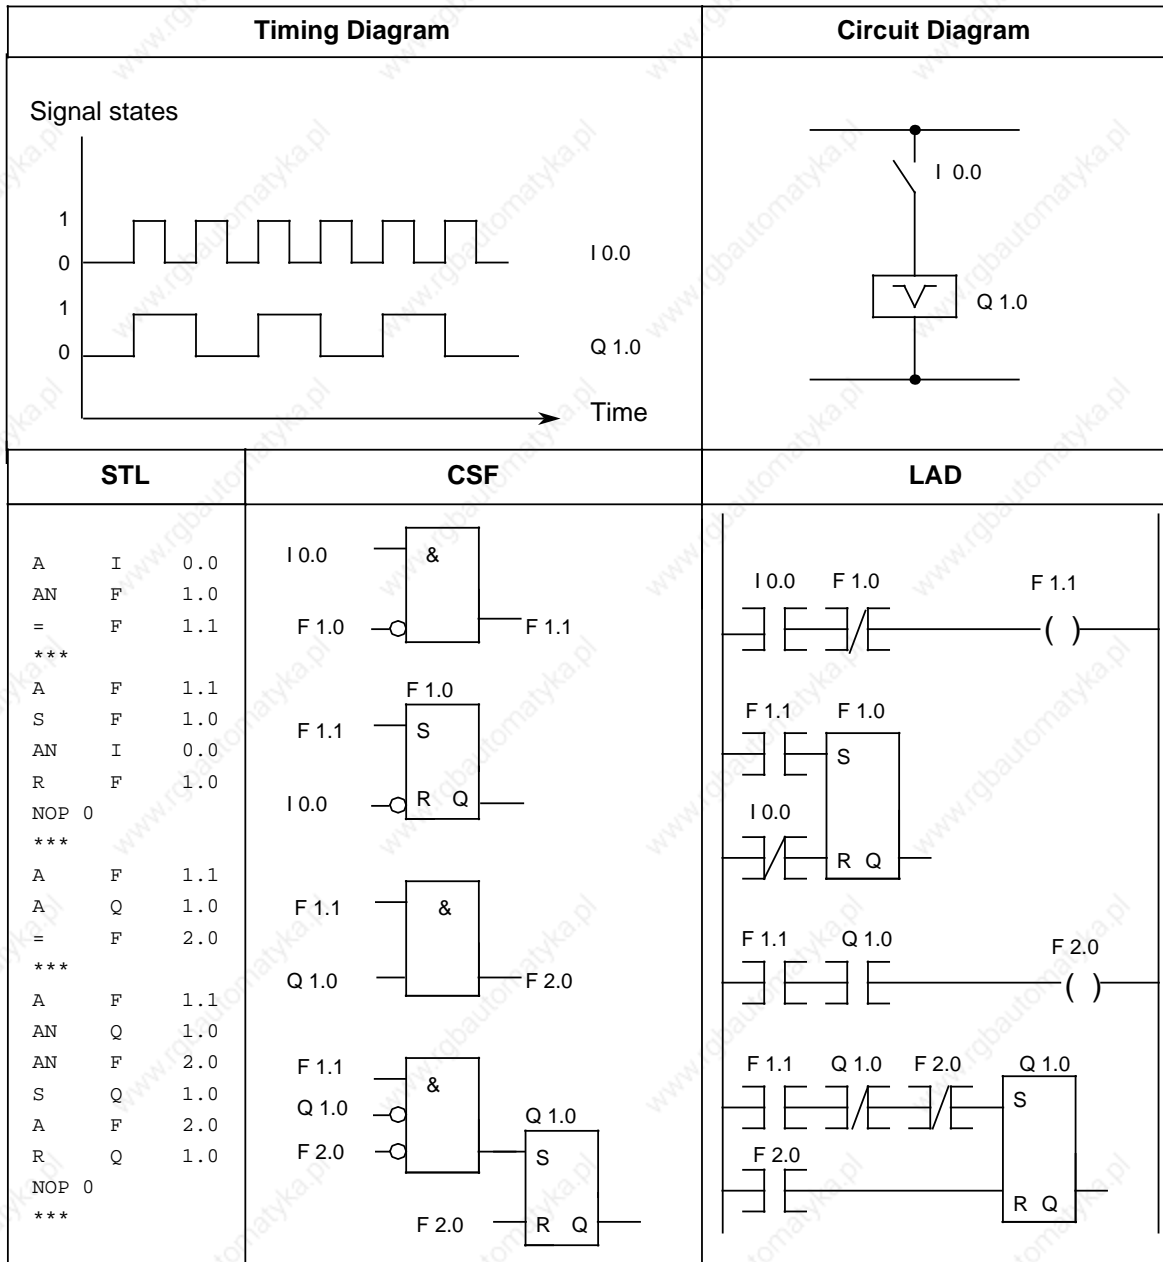 Timing Diagram
Circuit Diagram
Signal states
1
0
I 0.0
1
0
Q 1.0
Time
I 0.0
Q 1.0
STL
CSF
LAD
A I 0.0
AN F 1.0
= F 1.1
***
A F 1.1
S F 1.0
AN I 0.0
R F 1.0
NOP 0
***
A F 1.1
A Q 1.0
= F 2.0
***
A F 1.1
AN Q 1.0
AN F 2.0
S Q 1.0
A F 2.0
R Q 1.0
NOP 0
***
I 0.0
&
F 1.0
F 1.1
F 1.0
F 1.1
S
I 0.0
R Q
F 1.1
&
Q 1.0
F 2.0
F 1.1
&
Q 1.0
F 2.0
Q 1.0
S
F 2.0
R Q
I 0.0 F 1.0 F 1.1
( )
F 1.1 F 1.0
S
I 0.0
R Q
F 1.1 Q 1.0 F 2.0
( )
F 1.1 Q 1.0 F 2.0 Q 1.0
S
F 2.0
R Q
www.rgbautomatyka.pl